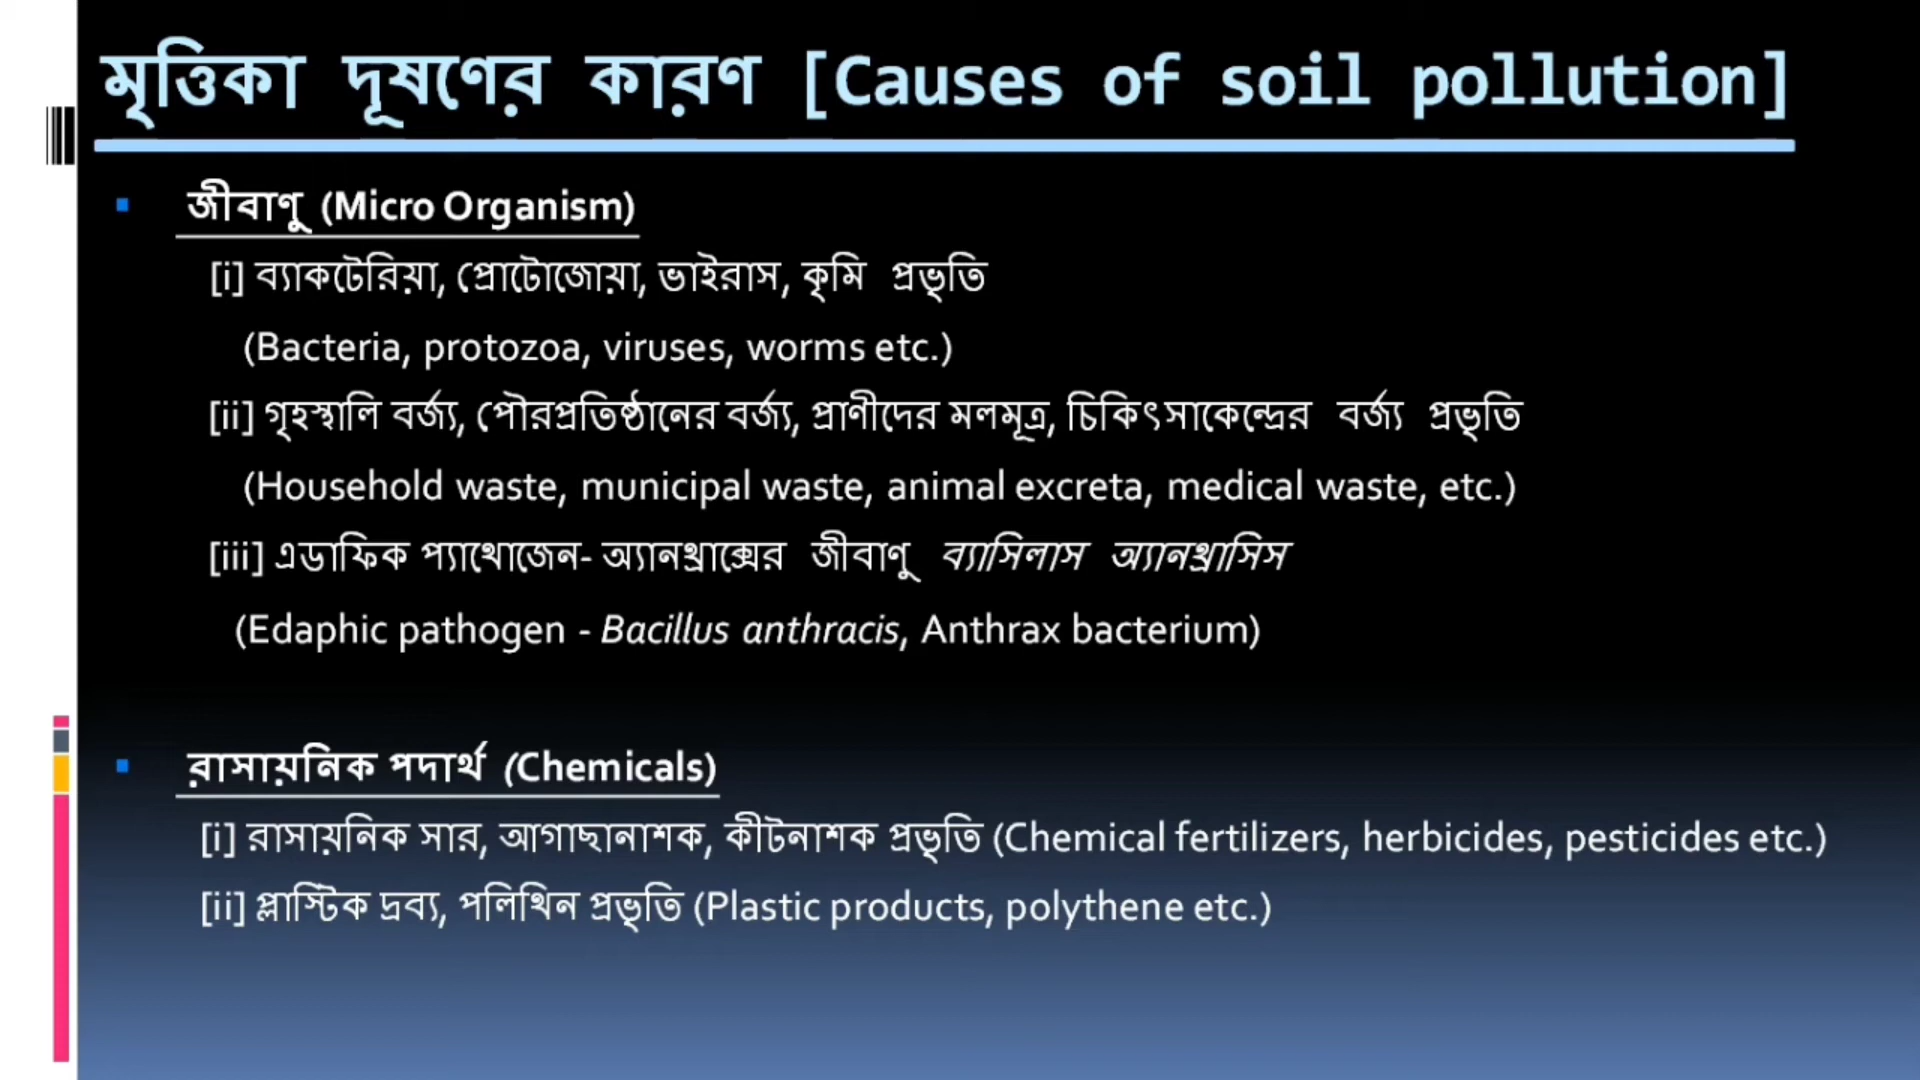 মৃত্তিকা দূষণের কারণ [Causes of soil pollution]
জীবাণু (Micro Organism)
[i] ব্যাকটেরিয়া, প্রোটোজোয়া, ভাইরাস, কৃমি প্রভৃতি
(Bacteria, protozoa, viruses, worms etc.)
[ii] গৃহস্থালি বর্জ্য, পৌরপ্রতিষ্ঠানের বর্জ্য, প্রাণীদের মলমূত্র, চিকিৎসাকেন্দ্রের বর্জ্য প্রভৃতি
(Household waste, municipal waste, animal excreta, medical waste, etc.)
[iii] এডাফিক প্যাথোজেন- অ্যানথ্রাক্সের জীবাণু ব্যাসিলাস অ্যানথ্রাসিস
(Edaphic pathogen - Bacillus anthracis, Anthrax bacterium)
রাসায়নিক পদার্থ (Chemicals)
[i] রাসায়নিক সার, আগাছানাশক, কীটনাশক প্রভৃতি (Chemical fertilizers, herbicides, pesticides etc.)
[ii] প্লাস্টিক দ্রব্য, পলিথিন প্রভৃতি (Plastic products, polythene etc.)